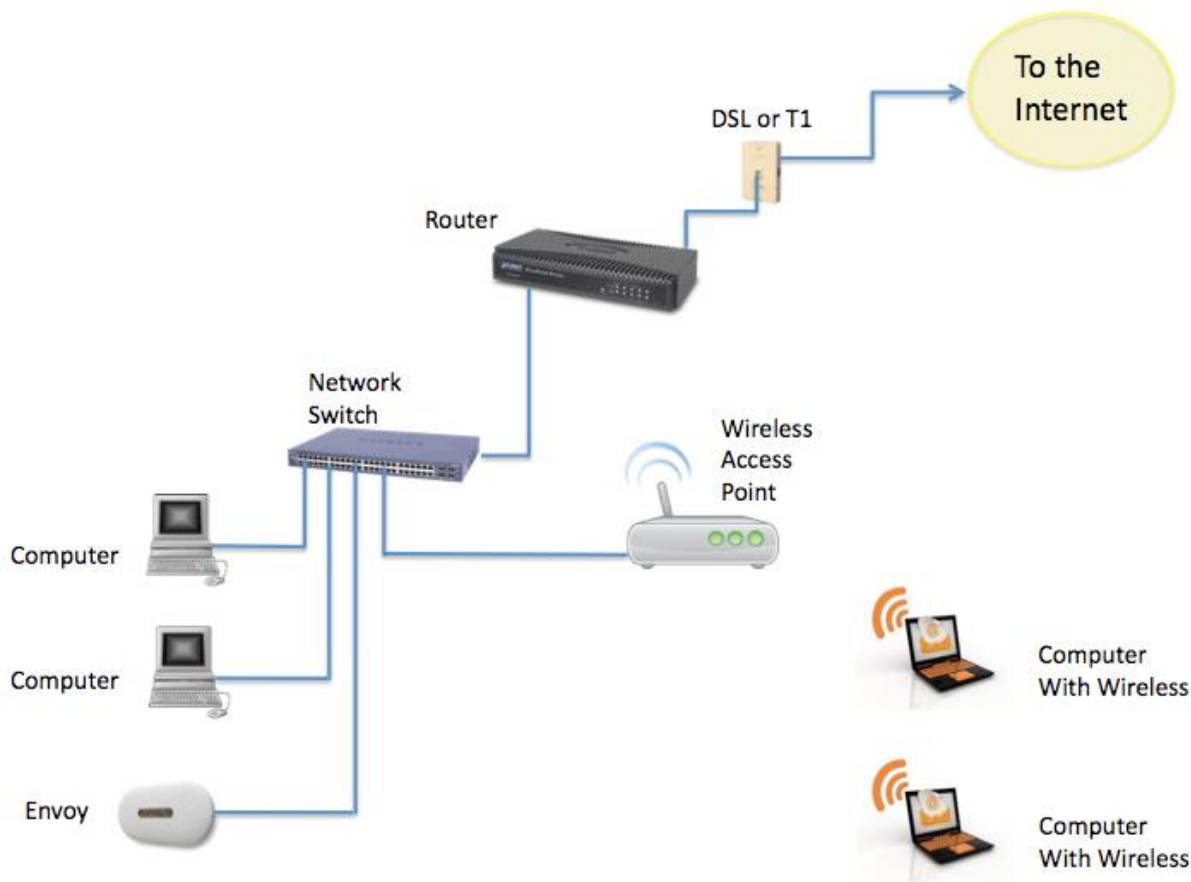 To the
Internet
DSL or T1
Router
Network
Switch
Wireless
Access
Point
Computer
Computer
Computer
With Wireless
Envoy
Computer
With Wireless